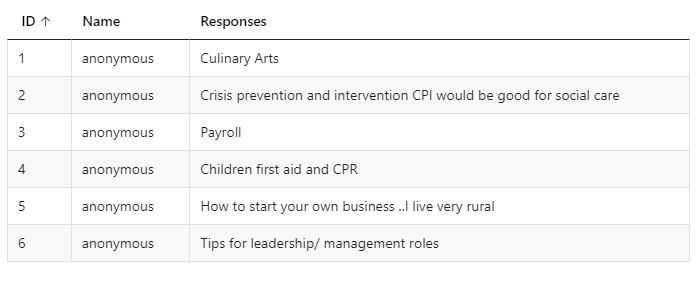 ID ↑ Name Responses
1 anonymous Culinary Arts
2 anonymous Crisis prevention and intervention CPI would be good for social care
3 anonymous Payroll
4 anonymous Children first aid and CPR
5 anonymous How to start your own business ..I live very rural
6 anonymous Tips for leadership/ management roles